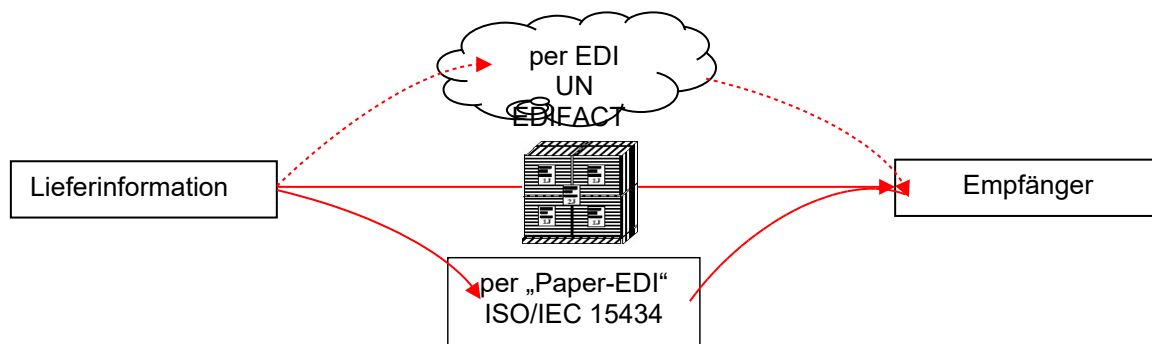 per EDI
UN
EDIFACT
Lieferinformation
Empfänger
per „Paper-EDI“
ISO/IEC 15434